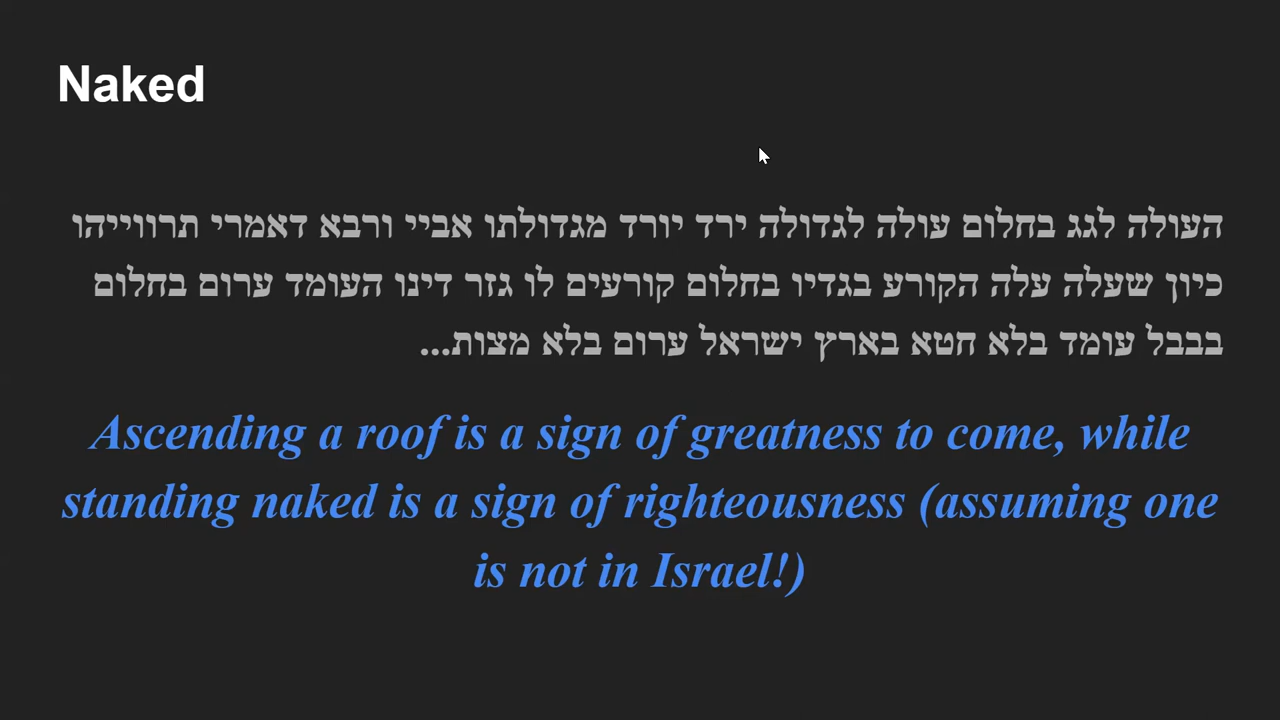 Naked
העולה לגג בחלום עולה לגדולה ירד יורד מגדולתו אביי ורבא דאמרי תרווייהו
כיון שעלה עלה הקורע בגדיו בחלום קורעים לו גזר דינו העומד ערום בחלום
בבבל עומד בלא חטא בארץ ישראל ערום בלא מצות...
Ascending a roof is a sign of greatness to come, while
standing naked is a sign of righteousness (assuming one
is not in Israel!)